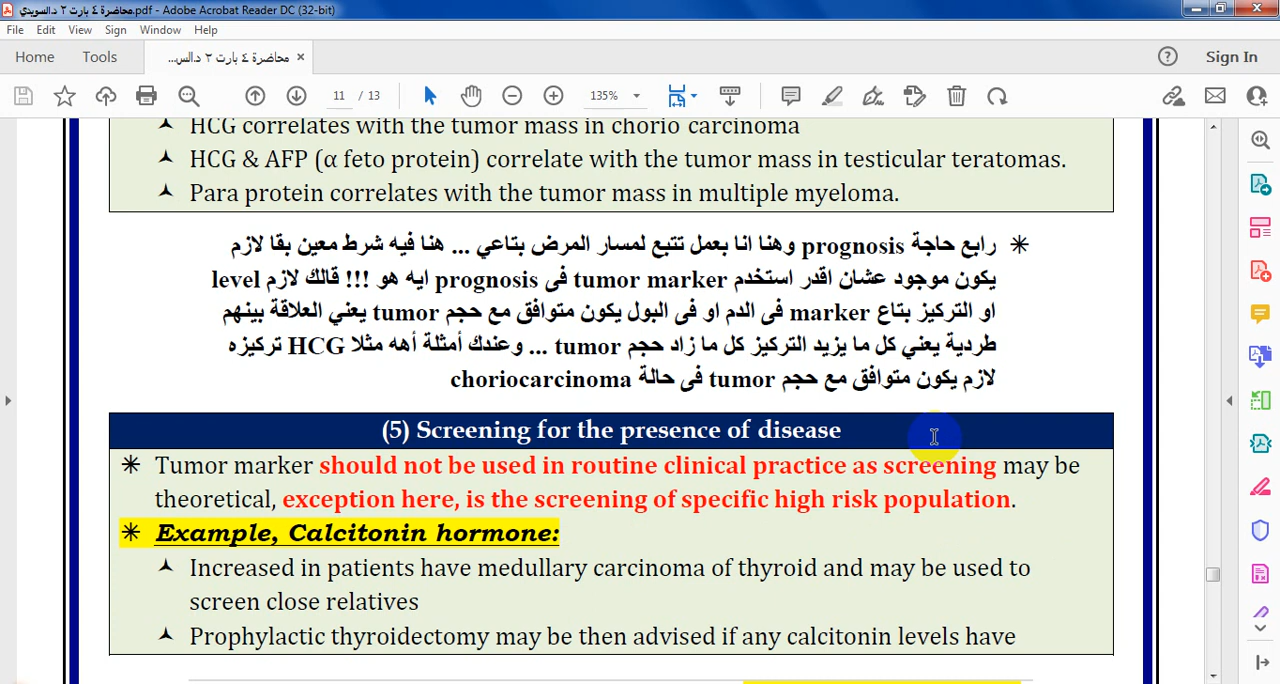 محاضرة ٤ بارت ٢ د.السويدي.pdf - Adobe Acrobat Reader DC (32-bit)
File Edit View Sign Window Help
Home Tools محاضرة ٤ بارت ٢ د.الس... × Sign In
11 / 13 135%
HCG correlates with the tumor mass in chorio carcinoma
HCG & AFP (α feto protein) correlate with the tumor mass in testicular teratomas.
Para protein correlates with the tumor mass in multiple myeloma.
رابع حاجة prognosis وهنا انا بعمل تتبع لمسار المرض بتاعي ... هنا فيه شرط معين بقا لازم
يكون موجود عشان اقدر استخدم tumor marker فى prognosis ايه هو !!! قالك لازم level
او التركيز بتاع marker فى الدم او فى البول يكون متوافق مع حجم tumor يعني العلاقة بينهم
طردية يعني كل ما يزيد التركيز كل ما زاد حجم tumor ... وعندك أمثلة أهه مثلا HCG تركيزه
لازم يكون متوافق مع حجم tumor فى حالة choriocarcinoma
(5) Screening for the presence of disease
Tumor marker should not be used in routine clinical practice as screening may be
theoretical, exception here, is the screening of specific high risk population.
Example, Calcitonin hormone:
Increased in patients have medullary carcinoma of thyroid and may be used to
screen close relatives
Prophylactic thyroidectomy may be then advised if any calcitonin levels have